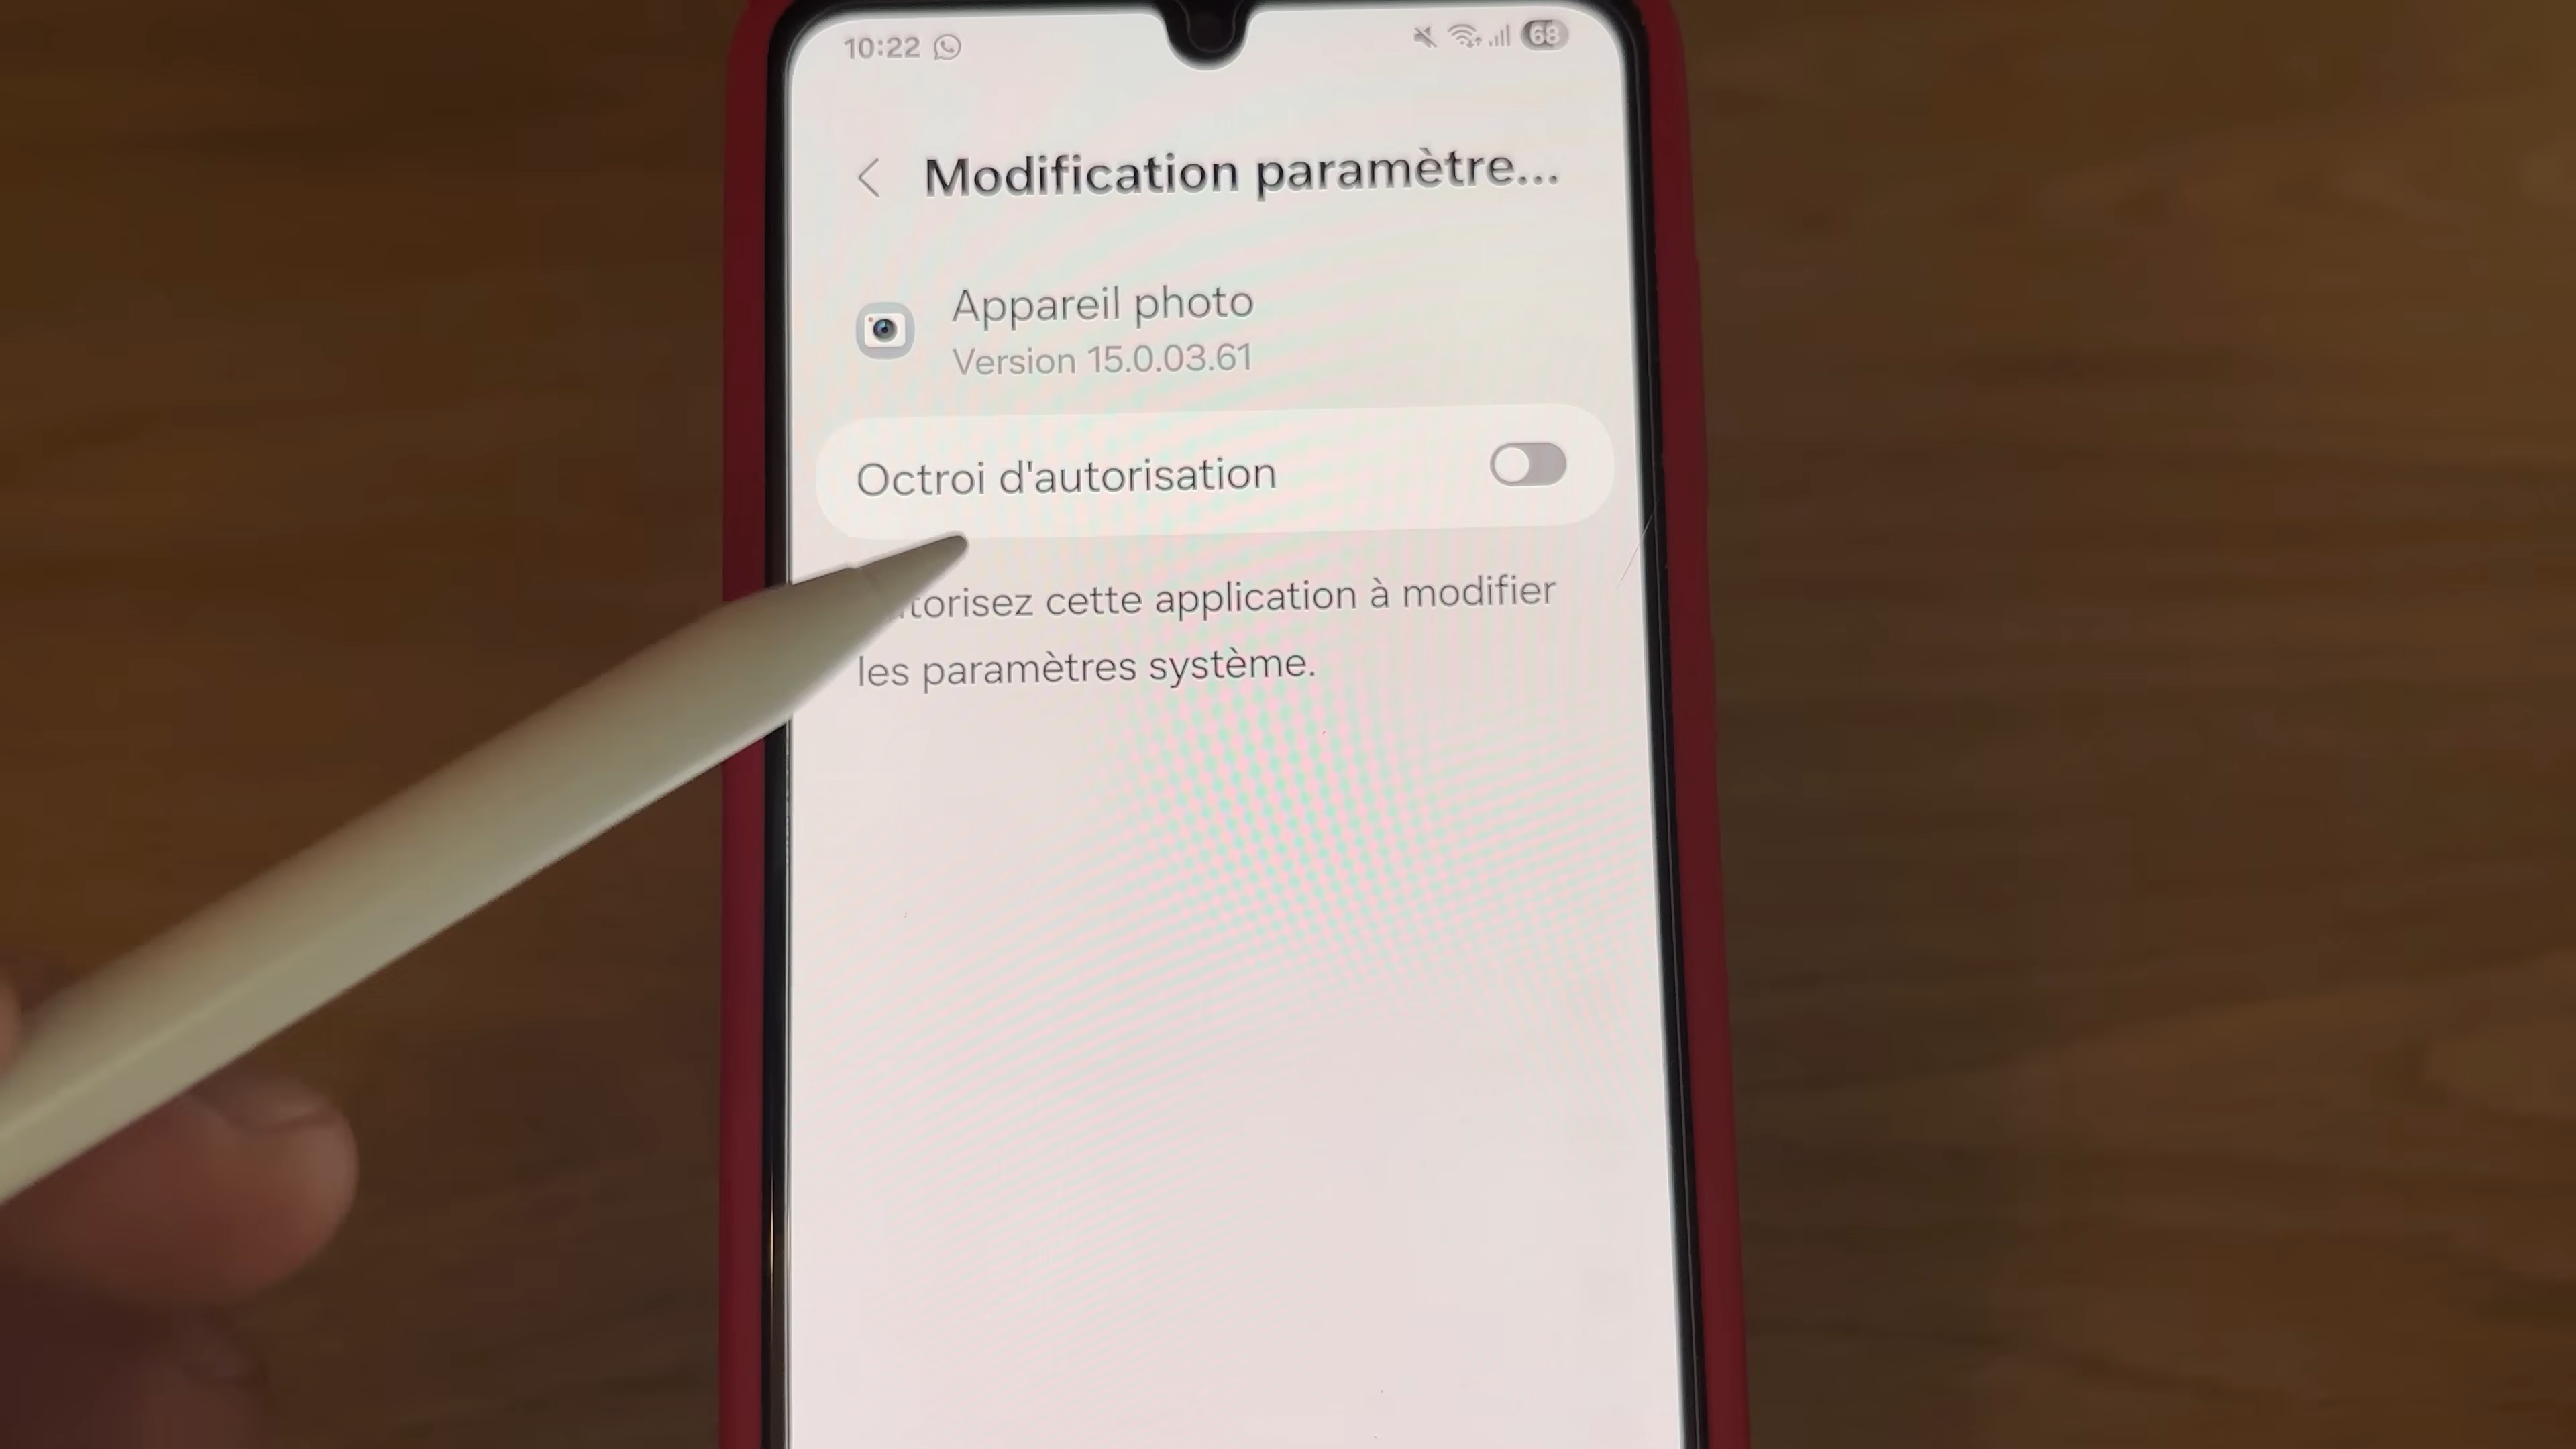 10:22
68
Modification paramètre...
Appareil photo
Version 15.0.03.61
Octroi d'autorisation
cette application à modifier
les paramètres système.